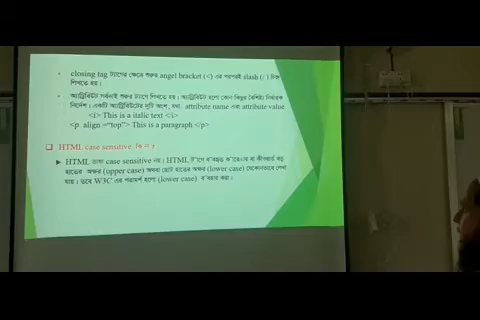 closing tag ট্যাগের ক্ষেত্রে শুরুর angel bracket (<) এর পরপরই slash (/) চিহ্ন
লিখতে হয়।
অ্যাট্রিবিউট সর্বদাই শুরুর ট্যাগে লিখতে হয়। অ্যাট্রিবিউট হলো কোন কিছুর বৈশিষ্ট্য নির্ধারক
নির্দেশ। একটি অ্যাট্রিবিউটের দুটি অংশ, যথা attribute name এবং attribute value
<i> This is a italic text </i>
<p align ="top"> This is a paragraph </p>
HTML case sensitive কি না ?
HTML ভাষা case sensitive নয়। HTML ট্যাগে ব্যবহৃত বা কীওয়ার্ড বড়
হাতের অক্ষর (upper case) অথবা ছোট হাতের অক্ষর (lower case) যেকোনভাবে লেখা
যায়। তবে W3C এর পরামর্শ হলো (lower case) ব্যবহার করা।